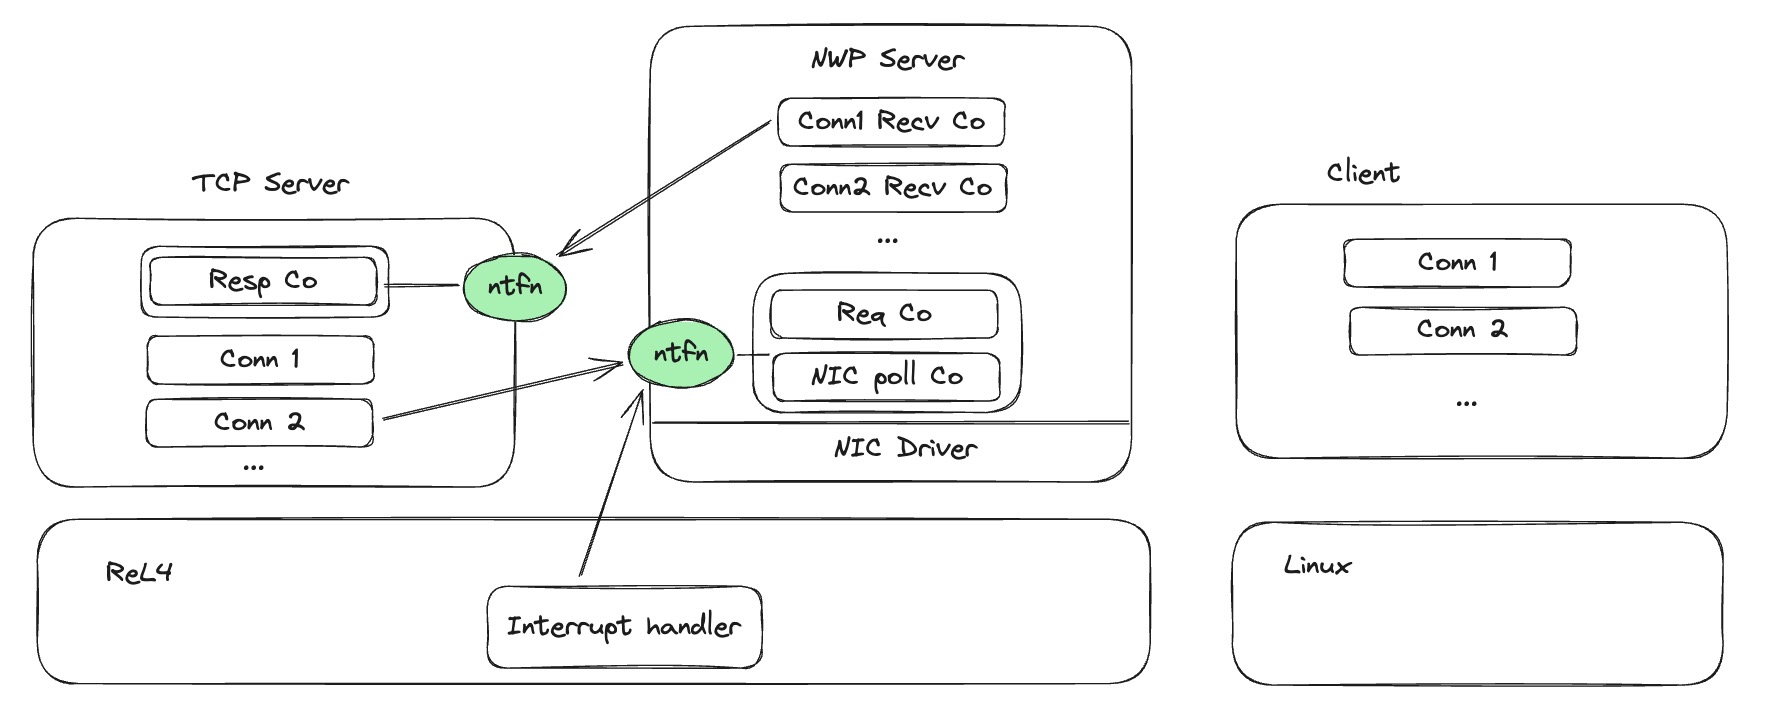 NWP Server
Conn1 Recv Co
Conn2 Recv Co
...
Req Co
NIC poll Co
NIC Driver
TCP Server
Resp Co
ntfn
Conn 1
Conn 2
...
ntfn
Client
Conn 1
Conn 2
...
ReL4
Interrupt handler
Linux